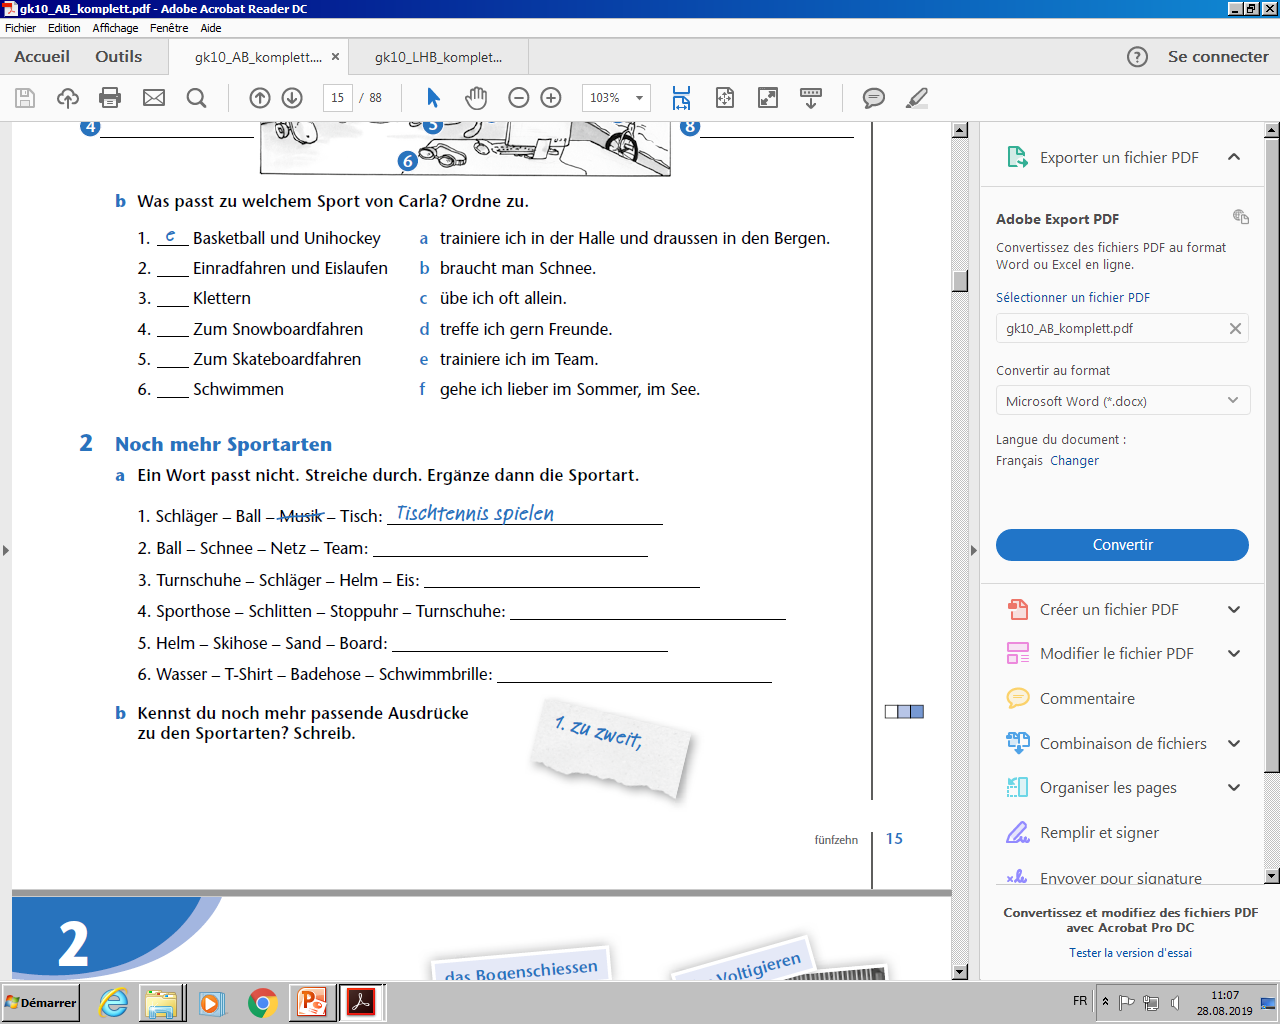 gk10_AB_komplett.pdf - Adobe Acrobat Reader DC
Fichier Edition Affichage Fenêtre Aide
Accueil Outils gk10_AB_komplett.... × gk10_LHB_komplet... ? Se connecter
15 / 88 103%
4 5 8
6
b Was passt zu welchem Sport von Carla? Ordne zu.
1. e Basketball und Unihockey a trainiere ich in der Halle und draussen in den Bergen.
2. ___ Einradfahren und Eislaufen b braucht man Schnee.
3. ___ Klettern c übe ich oft allein.
4. ___ Zum Snowboardfahren d treffe ich gern Freunde.
5. ___ Zum Skateboardfahren e trainiere ich im Team.
6. ___ Schwimmen f gehe ich lieber im Sommer, im See.
2 Noch mehr Sportarten
a Ein Wort passt nicht. Streiche durch. Ergänze dann die Sportart.
1. Schläger – Ball – Musik – Tisch: Tischtennis spielen
2. Ball – Schnee – Netz – Team:
3. Turnschuhe – Schläger – Helm – Eis:
4. Sporthose – Schlitten – Stoppuhr – Turnschuhe:
5. Helm – Skihose – Sand – Board:
6. Wasser – T-Shirt – Badehose – Schwimmbrille:
b Kennst du noch mehr passende Ausdrücke
zu den Sportarten? Schreib.
1. zu zweit,
fünfzehn 15
2
das Bogenschiessen
Voltigieren
Exporter un fichier PDF
Adobe Export PDF
Convertissez des fichiers PDF au format
Word ou Excel en ligne.
Sélectionner un fichier PDF
gk10_AB_komplett.pdf
Convertir au format
Microsoft Word (*.docx)
Langue du document :
Français Changer
Convertir
Créer un fichier PDF
Modifier le fichier PDF
Commentaire
Combinaison de fichiers
Organiser les pages
Remplir et signer
Envoyer pour signature
Convertissez et modifiez des fichiers PDF
avec Acrobat Pro DC
Tester la version d'essai
Démarrer FR 11:07
28.08.2019